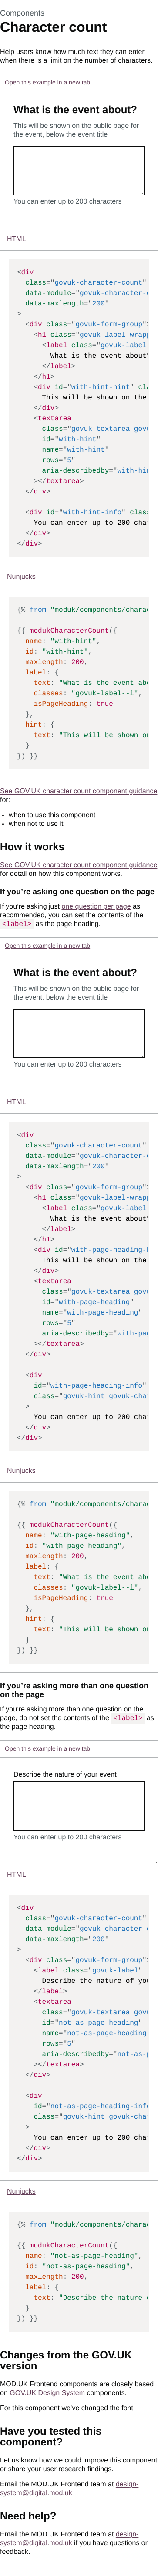 Components
Character count
Help users know how much text they can enter
when there is a limit on the number of characters.
Open this example in a new tab
What is the event about?
This will be shown on the public page for
the event, below the event title
You can enter up to 200 characters
HTML
<div
class="govuk-character-count"
data-module="govuk-character-
data-maxlength="200"
>
<div class="govuk-form-group"
<h1 class="govuk-label-wrap
<label class="govuk-label
What is the event about
</label>
</h1>
<div id="with-hint-hint"
This will be shown on the
</div>
<textarea
class="govuk-textarea
id="with-hint"
name="with-hint"
rows="5"
aria-describedby="with-hi
></textarea>
</div>
<div id="with-hint-info"
You can enter up to 200
</div>
</div>
Nunjucks
{% from "moduk/components/charac
{{ modukCharacterCount({
name: "with-hint",
id: "with-hint",
maxlength: 200,
label: {
text: "What is the event
classes: "govuk-label--l",
isPageHeading: true
},
hint: {
text: "This will be shown
}
}) }}
See GOV.UK character count component guidance
for:
• when to use this component
• when not to use it
How it works
See GOV.UK character count component guidance
for detail on how this component works.
If you're asking one question on the page
If you're asking just one question per page as
recommended, you can set the contents of the
<label> as the page heading.
Open this example in a new tab
What is the event about?
This will be shown on the public page for
the event, below the event title
You can enter up to 200 characters
HTML
<div
class="govuk-character-count"
data-module="govuk-character-
data-maxlength="200"
>
<div class="govuk-form-group"
<h1 class="govuk-label-wrap
<label class="govuk-label
What is the event about
</label>
</h1>
<div id="with-page-heading-
This will be shown on the
</div>
<textarea
class="govuk-textarea
id="with-page-heading"
name="with-page-heading"
rows="5"
aria-describedby="with-pa
></textarea>
</div>
<div
id="with-page-heading-info"
class="govuk-hint govuk-cha
>
You can enter up to 200
</div>
</div>
Nunjucks
{% from "moduk/components/charac
{{ modukCharacterCount({
name: "with-page-heading",
id: "with-page-heading",
maxlength: 200,
label: {
text: "What is the event
classes: "govuk-label--l",
isPageHeading: true
},
hint: {
text: "This will be shown
}
}) }}
If you're asking more than one question
on the page
If you're asking more than one question on the
page, do not set the contents of the <label> as
the page heading.
Open this example in a new tab
Describe the nature of your event
You can enter up to 200 characters
HTML
<div
class="govuk-character-count"
data-module="govuk-character-
data-maxlength="200"
>
<div class="govuk-form-group"
<label class="govuk-label"
Describe the nature of
</label>
<textarea
class="govuk-textarea
id="not-as-page-heading"
name="not-as-page-heading
rows="5"
aria-describedby="not-as-
></textarea>
</div>
<div
id="not-as-page-heading-inf
class="govuk-hint govuk-cha
>
You can enter up to 200
</div>
</div>
Nunjucks
{% from "moduk/components/charac
{{ modukCharacterCount({
name: "not-as-page-heading",
id: "not-as-page-heading",
maxlength: 200,
label: {
text: "Describe the nature
}
}) }}
Changes from the GOV.UK
version
MOD.UK Frontend components are closely based
on GOV.UK Design System components.
For this component we've changed the font.
Have you tested this
component?
Let us know how we could improve this component
or share your user research findings.
Email the MOD.UK Frontend team at design-
system@digital.mod.uk
Need help?
Email the MOD.UK Frontend team at design-
system@digital.mod.uk if you have questions or
feedback.